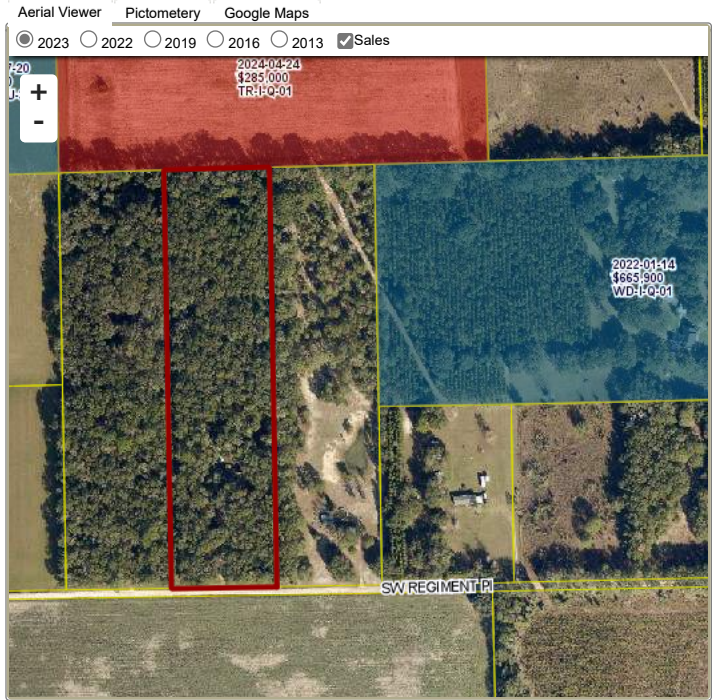 Aerial Viewer Pictometery Google Maps
2023 2022 2019 2016 2013 Sales
2024-04-24
$285,000
TR-I-Q-01
+
-
2022-01-14
$665,900
WD-I-Q-01
SW REGIMENT Pl